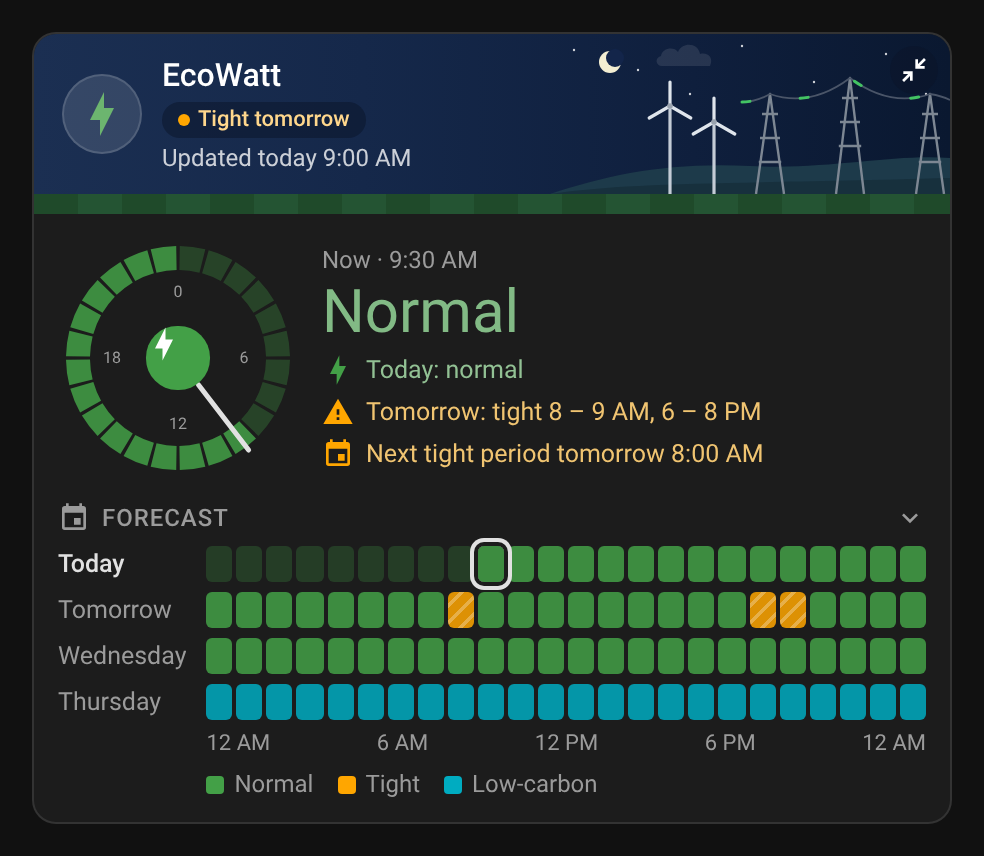 EcoWatt
Tight tomorrow
Updated today 9:00 AM
Now · 9:30 AM
Normal
Today: normal
Tomorrow: tight 8 – 9 AM, 6 – 8 PM
Next tight period tomorrow 8:00 AM
0
18
6
12
FORECAST
Today
Tomorrow
Wednesday
Thursday
12 AM 6 AM 12 PM 6 PM 12 AM
Normal Tight Low-carbon